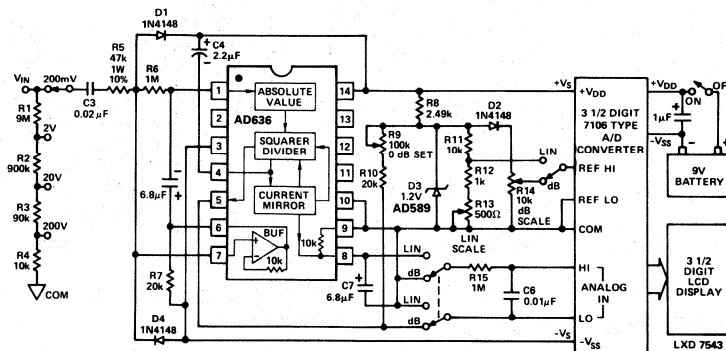 D1
1N4148
C4
2.2μF
R5
47k
1W
10%
R6
1M
VIN
200mV
C3
0.02μF
R1
9M
2V
R2
900k
20V
R3
90k
200V
R4
10k
COM
6.8μF
R7
20k
D4
1N4148
1
2
3
4
5
6
7
14
13
12
11
10
9
8
ABSOLUTE
VALUE
AD636
SQUARER
DIVIDER
CURRENT
MIRROR
BUF
10k
10k
+
−
C7
6.8μF
R8
2.49k
D2
1N4148
R9
100k
0 dB SET
R10
20k
D3
1.2V
AD589
R11
10k
R12
1k
R13
500Ω
LIN
SCALE
LIN
dB
R14
10k
dB
SCALE
LIN
LIN
dB
R15
1M
C6
0.01μF
+VS
+VDD
3 1/2 DIGIT
7106 TYPE
A/D
CONVERTER
REF HI
REF LO
COM
HI
ANALOG
IN
LO
−VS
−VSS
+VDD
ON
OFF
1μF
−VSS
−
+
9V
BATTERY
3 1/2
DIGIT
LCD
DISPLAY
LXD 7543